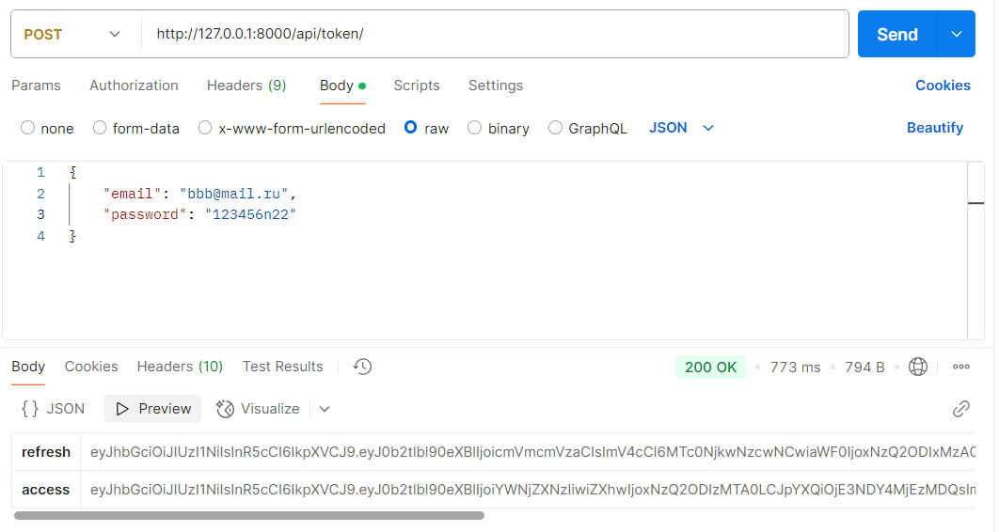 POST http://127.0.0.1:8000/api/token/ Send
Params Authorization Headers (9) Body Scripts Settings Cookies
none form-data x-www-form-urlencoded raw binary GraphQL JSON Beautify
1 {
2 "email": "bbb@mail.ru",
3 "password": "123456n22"
4 }
Body Cookies Headers (10) Test Results 200 OK 773 ms 794 B
{} JSON Preview Visualize
refresh eyJhbGciOiJIUzI1NiIsInR5cCI6IkpXVCJ9.eyJ0b2tlbl90eXBlIjoicmVmcmVzaCIsImV4cCI6MTc0NjkwNzcwNCwiaWF0IjoxNzQ2ODIxMzA0
access eyJhbGciOiJIUzI1NiIsInR5cCI6IkpXVCJ9.eyJ0b2tlbl90eXBlIjoiYWNjZXNzIiwiZXhwIjoxNzQ2ODIzMTA0LCJpYXQiOjE3NDY4MjEzMDQsIm